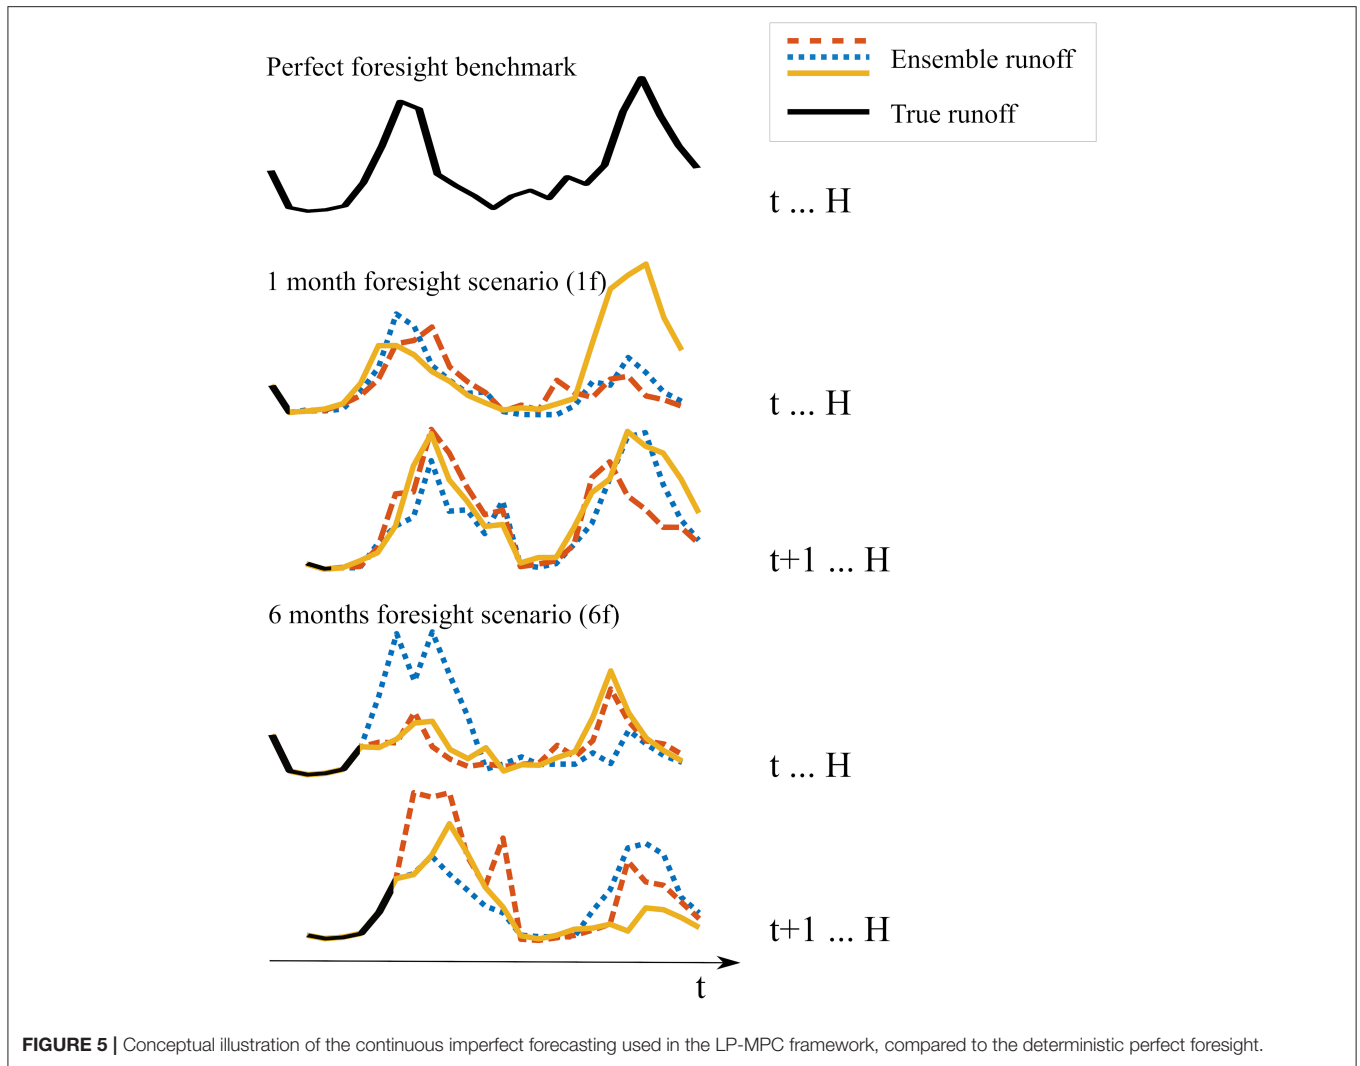 Perfect foresight benchmark
Ensemble runoff
True runoff
t ... H
1 month foresight scenario (1f)
t ... H
t+1 ... H
6 months foresight scenario (6f)
t ... H
t+1 ... H
t
FIGURE 5 | Conceptual illustration of the continuous imperfect forecasting used in the LP-MPC framework, compared to the deterministic perfect foresight.